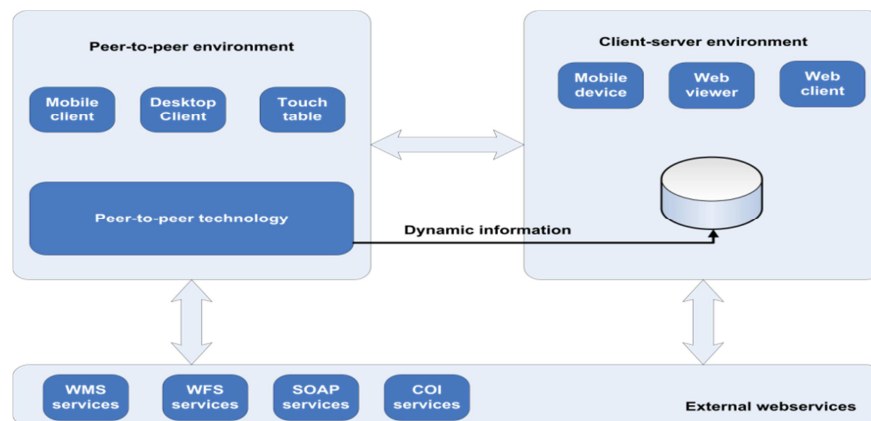 Peer-to-peer environment
Mobile
client
Desktop
Client
Touch
table
Peer-to-peer technology
Client-server environment
Mobile
device
Web
viewer
Web
client
Dynamic information
WMS
services
WFS
services
SOAP
services
COI
services
External webservices